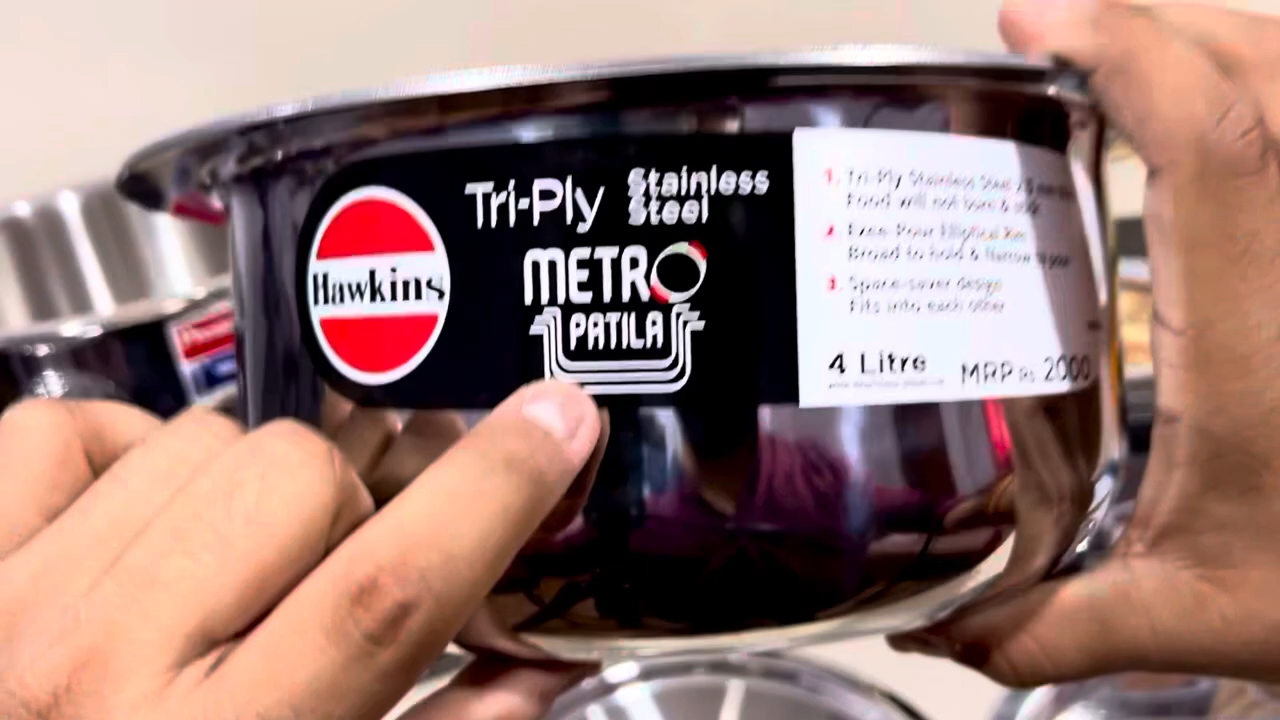 Hawkins
Tri-Ply Stainless Steel
METRO
PATILA
1. Tri-Ply Stainless Steel
Food will not burn &
2. Ease-Pour Elliptical Rim
Broad to hold & Narrow to pour
3. Space-saver design
Fits into each other
4 Litre MRP Rs 2000